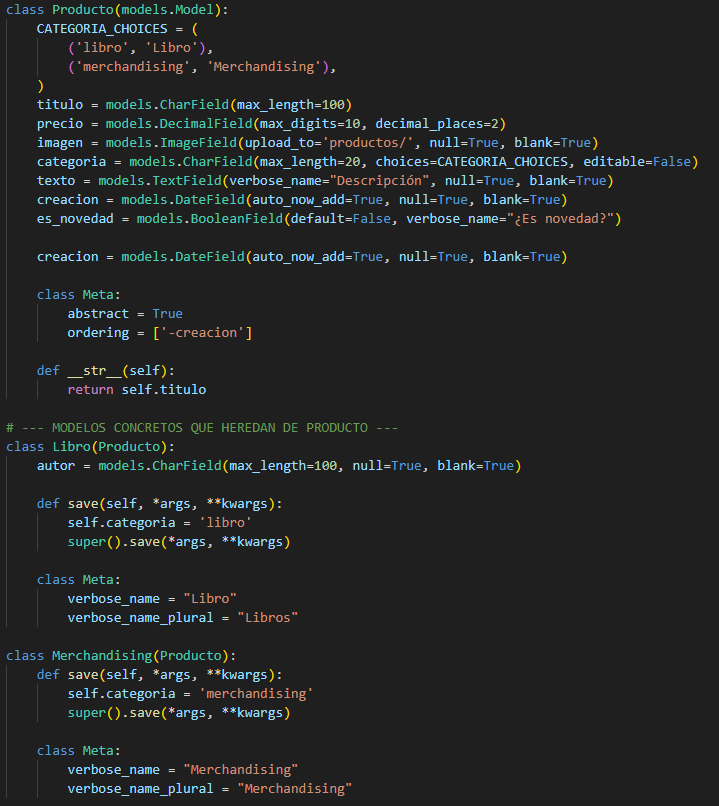 class Producto(models.Model):
    CATEGORIA_CHOICES = (
        ('libro', 'Libro'),
        ('merchandising', 'Merchandising'),
    )
    titulo = models.CharField(max_length=100)
    precio = models.DecimalField(max_digits=10, decimal_places=2)
    imagen = models.ImageField(upload_to='productos/', null=True, blank=True)
    categoria = models.CharField(max_length=20, choices=CATEGORIA_CHOICES, editable=False)
    texto = models.TextField(verbose_name="Descripción", null=True, blank=True)
    creacion = models.DateField(auto_now_add=True, null=True, blank=True)
    es_novedad = models.BooleanField(default=False, verbose_name="¿Es novedad?")

    creacion = models.DateField(auto_now_add=True, null=True, blank=True)

    class Meta:
        abstract = True
        ordering = ['-creacion']

    def __str__(self):
        return self.titulo

# --- MODELOS CONCRETOS QUE HEREDAN DE PRODUCTO ---
class Libro(Producto):
    autor = models.CharField(max_length=100, null=True, blank=True)

    def save(self, *args, **kwargs):
        self.categoria = 'libro'
        super().save(*args, **kwargs)

    class Meta:
        verbose_name = "Libro"
        verbose_name_plural = "Libros"

class Merchandising(Producto):
    def save(self, *args, **kwargs):
        self.categoria = 'merchandising'
        super().save(*args, **kwargs)

    class Meta:
        verbose_name = "Merchandising"
        verbose_name_plural = "Merchandising"